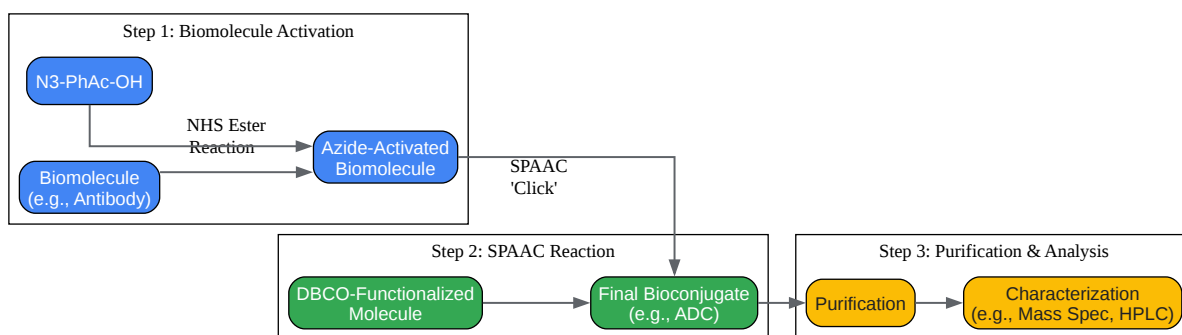 Step 1: Biomolecule Activation
N3-PhAc-OH
NHS Ester
Reaction
Biomolecule
(e.g., Antibody)
Azide-Activated
Biomolecule
SPAAC
'Click'
Step 2: SPAAC Reaction
DBCO-Functionalized
Molecule
Final Bioconjugate
(e.g., ADC)
Step 3: Purification & Analysis
Purification
Characterization
(e.g., Mass Spec, HPLC)